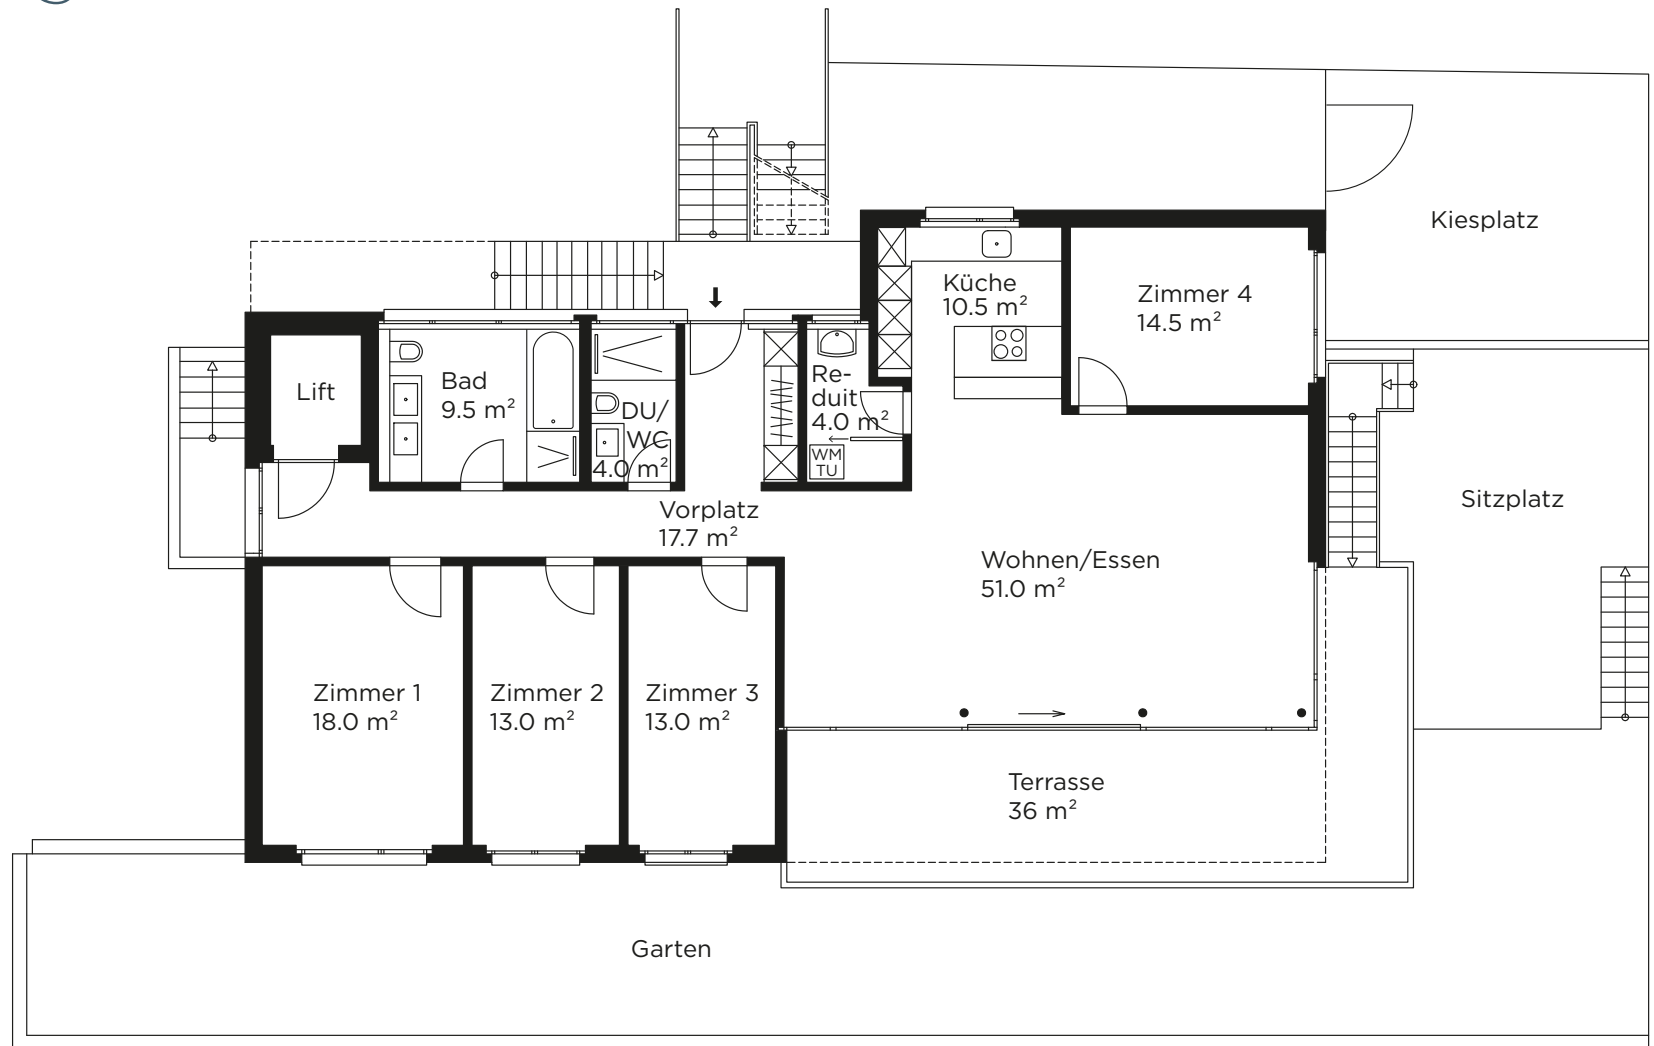 Kiesplatz
Küche
10.5 m²
Zimmer 4
14.5 m²
Lift
Bad
9.5 m²
DU/
WC
4.0 m²
Re-
duit
4.0 m²
WM
TU
Vorplatz
17.7 m²
Sitzplatz
Wohnen/Essen
51.0 m²
Zimmer 1
18.0 m²
Zimmer 2
13.0 m²
Zimmer 3
13.0 m²
Terrasse
36 m²
Garten